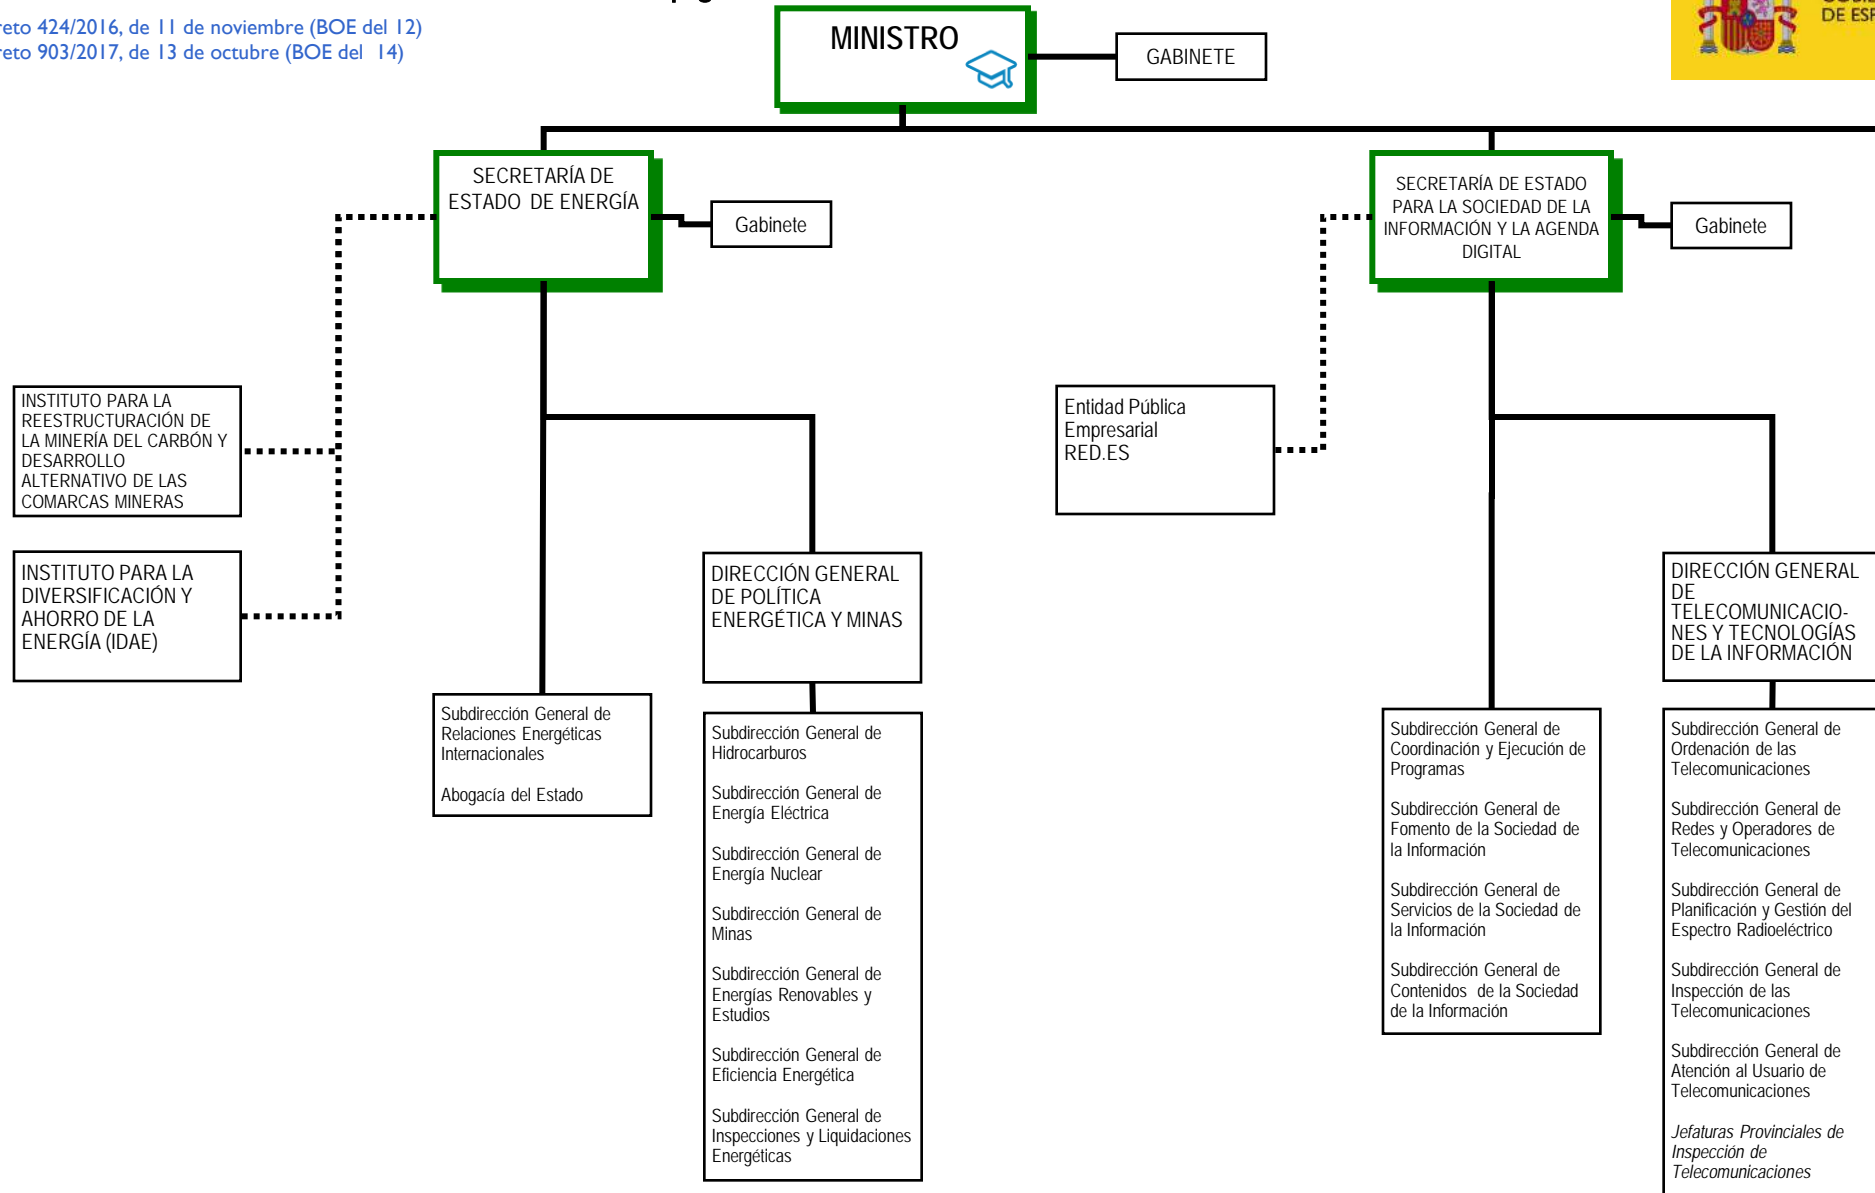 424/2016, de 11 de noviembre (BOE del 12)
903/2017, de 13 de octubre (BOE del 14)
MINISTRO
GABINETE
DE
SECRETARÍA DE
ESTADO DE ENERGÍA
Gabinete
SECRETARÍA DE ESTADO
PARA LA SOCIEDAD DE LA
INFORMACIÓN Y LA AGENDA
DIGITAL
Gabinete
INSTITUTO PARA LA
REESTRUCTURACIÓN DE
LA MINERÍA DEL CARBÓN Y
DESARROLLO
ALTERNATIVO DE LAS
COMARCAS MINERAS
Entidad Pública
Empresarial
RED.ES
INSTITUTO PARA LA
DIVERSIFICACIÓN Y
AHORRO DE LA
ENERGÍA (IDAE)
DIRECCIÓN GENERAL
DE POLÍTICA
ENERGÉTICA Y MINAS
DIRECCIÓN GENERAL
DE
TELECOMUNICACIO-
NES Y TECNOLOGÍAS
DE LA INFORMACIÓN
Subdirección General de
Relaciones Energéticas
Internacionales
Abogacía del Estado
Subdirección General de
Hidrocarburos
Subdirección General de
Energía Eléctrica
Subdirección General de
Energía Nuclear
Subdirección General de
Minas
Subdirección General de
Energías Renovables y
Estudios
Subdirección General de
Eficiencia Energética
Subdirección General de
Inspecciones y Liquidaciones
Energéticas
Subdirección General de
Coordinación y Ejecución de
Programas
Subdirección General de
Fomento de la Sociedad de
la Información
Subdirección General de
Servicios de la Sociedad de
la Información
Subdirección General de
Contenidos de la Sociedad
de la Información
Subdirección General de
Ordenación de las
Telecomunicaciones
Subdirección General de
Redes y Operadores de
Telecomunicaciones
Subdirección General de
Planificación y Gestión del
Espectro Radioeléctrico
Subdirección General de
Inspección de las
Telecomunicaciones
Subdirección General de
Atención al Usuario de
Telecomunicaciones
Jefaturas Provinciales de
Inspección de
Telecomunicaciones